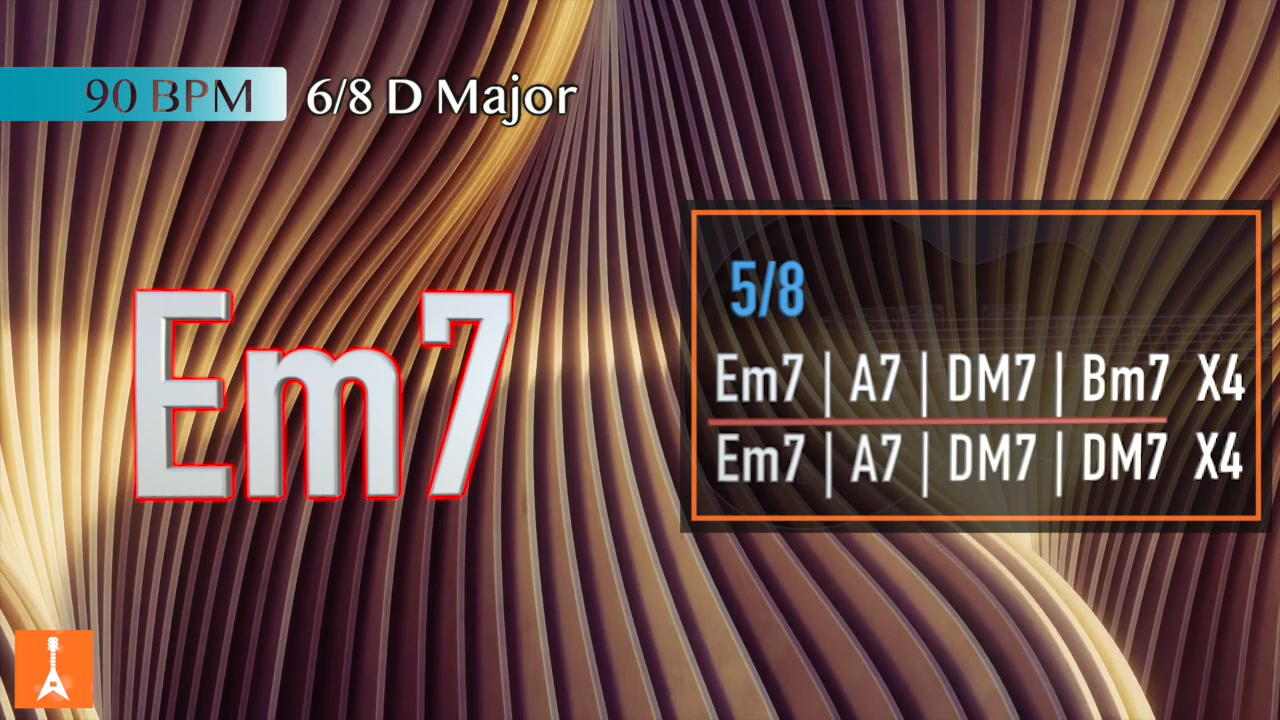 90 BPM 6/8 D Major
5/8
Em7
Em7 | A7 | DM7 | Bm7 X4
Em7 | A7 | DM7 | DM7 X4